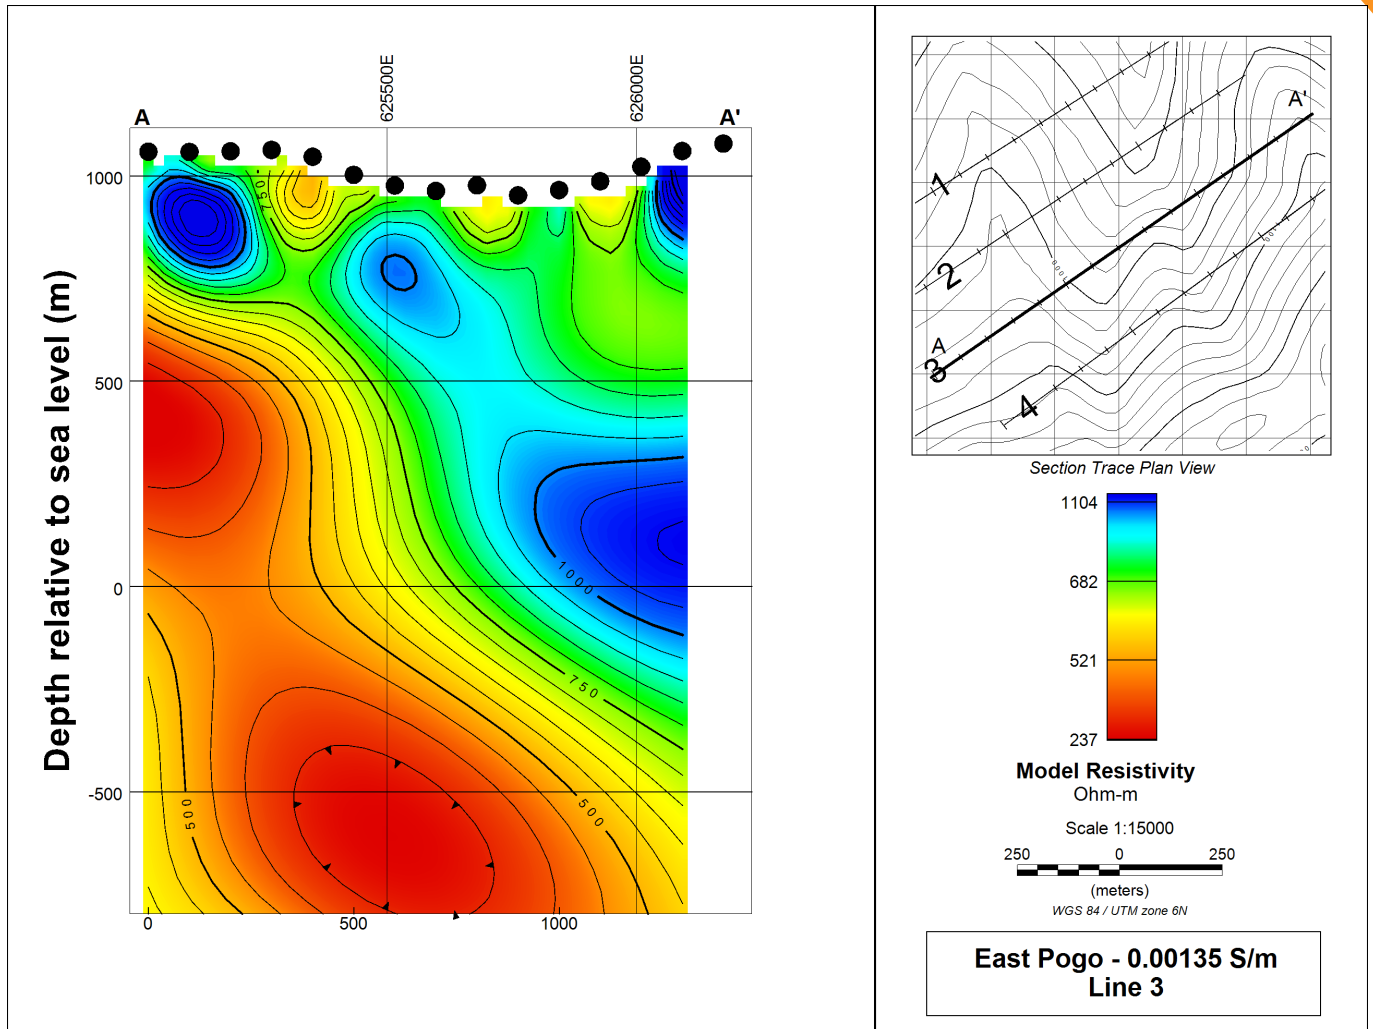 625500E
626000E
A
A'
1000
500
0
-500
Depth relative to sea level (m)
750
1000
750
500
500
0
500
1000
A'
1
2
A
3
4
Section Trace Plan View
1104
682
521
237
Model Resistivity
Ohm-m
Scale 1:15000
250 0 250
(meters)
WGS 84 / UTM zone 6N
East Pogo - 0.00135 S/m
Line 3